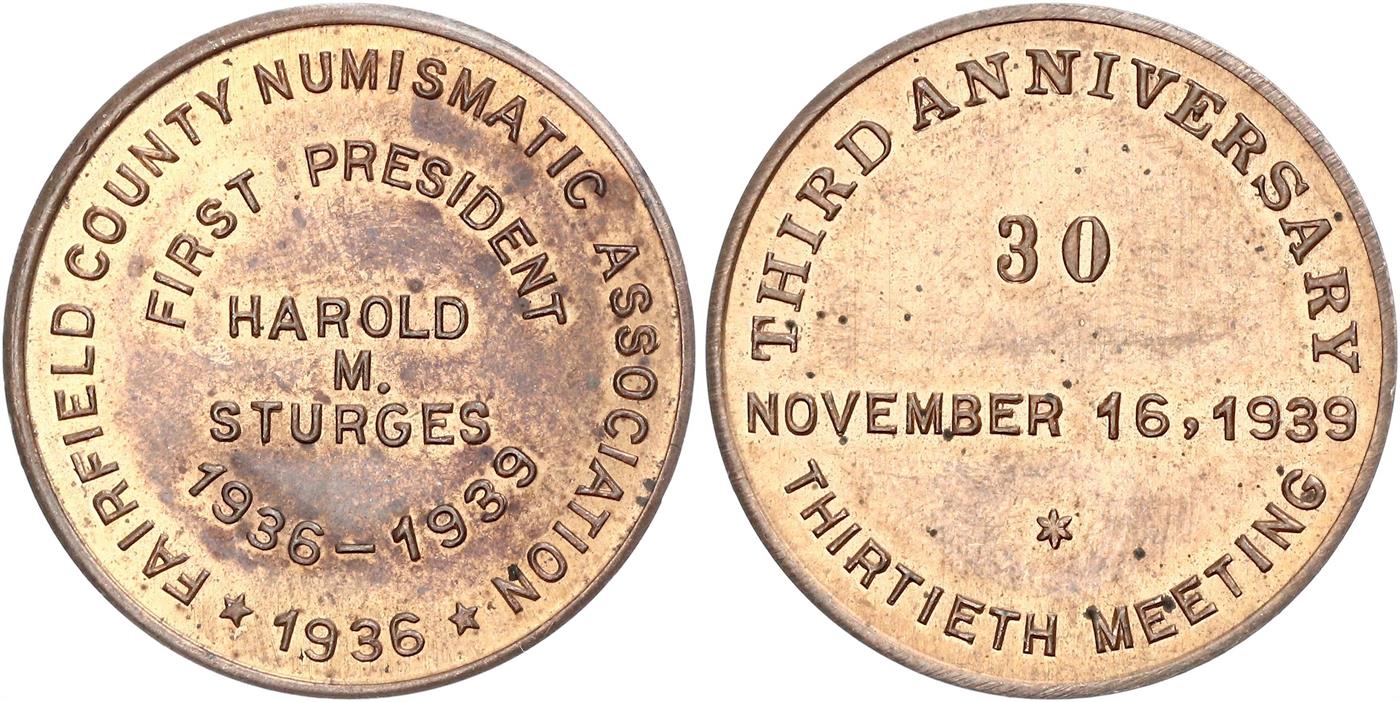 FAIRFIELD COUNTY NUMISMATIC ASSOCIATION
FIRST PRESIDENT
HAROLD
M.
STURGES
1936-1939
1936
THIRD ANNIVERSARY
30
NOVEMBER 16, 1939
THIRTIETH MEETING